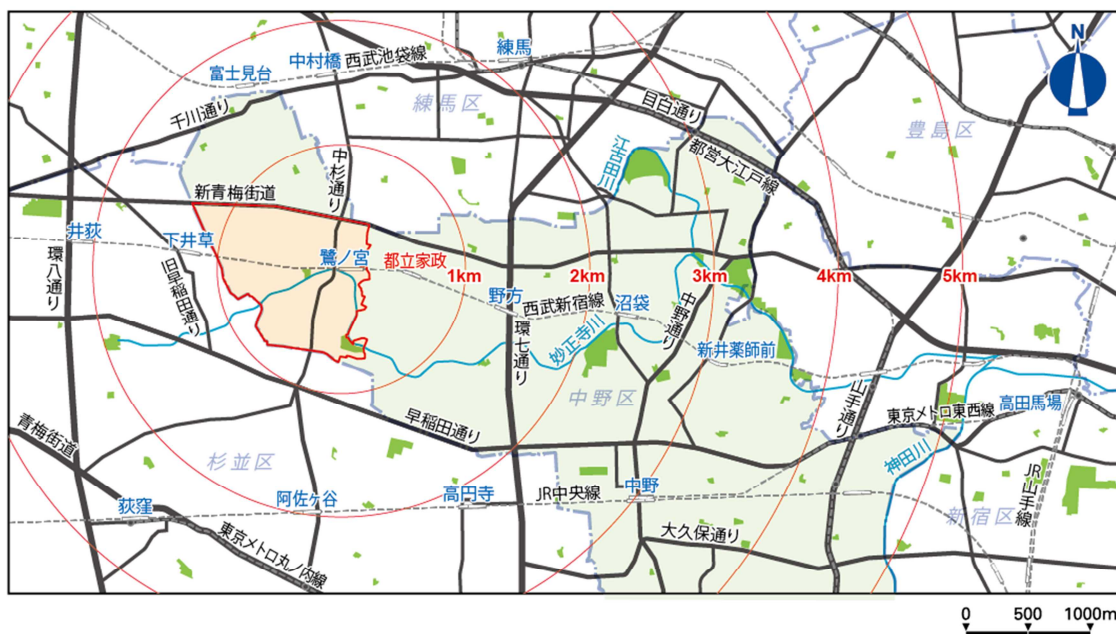 N
中村橋
西武池袋線
練馬
富士見台
千川通り
練馬区
目白通り
豊島区
都営大江戸線
江古田川
中杉通り
新青梅街道
井荻
下井草
鷺ノ宮
都立家政
1km
2km
3km
4km
5km
環八通り
旧早稲田通り
野方
西武新宿線
沼袋
環七通り
妙正寺川
中野通り
新井薬師前
中野区
山手通り
高田馬場
東京メトロ東西線
早稲田通り
神田川
青梅街道
杉並区
荻窪
阿佐ヶ谷
高円寺
JR中央線
中野
大久保通り
新宿区
JR山手線
東京メトロ丸ノ内線
0 500 1000m